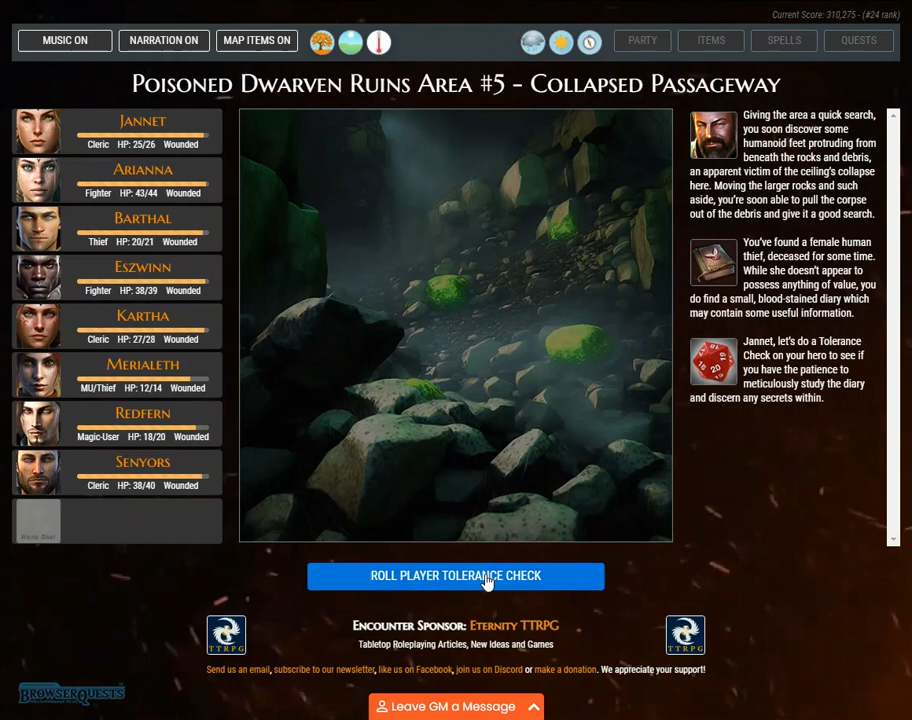 Current Score: 310,275 - (#24 rank)
MUSIC ON
NARRATION ON
MAP ITEMS ON
PARTY
ITEMS
SPELLS
QUESTS
Poisoned Dwarven Ruins Area #5 - Collapsed Passageway
Jannet
Cleric HP: 25/26 Wounded
Arianna
Fighter HP: 43/44 Wounded
Barthal
Thief HP: 20/21 Wounded
Eszwinn
Fighter HP: 38/39 Wounded
Kartha
Cleric HP: 27/28 Wounded
Merialeth
MU/Thief HP: 12/14 Wounded
Redfern
Magic-User HP: 18/20 Wounded
Senyors
Cleric HP: 38/40 Wounded
Hero Slot
Giving the area a quick search,
you soon discover some
humanoid feet protruding from
beneath the rocks and debris,
an apparent victim of the ceiling's collapse
here. Moving the larger rocks and such
aside, you're soon able to pull the corpse
out of the debris and give it a good search.
You've found a female human
thief, deceased for some time.
While she doesn't appear to
possess anything of value, you
do find a small, blood-stained diary which
may contain some useful information.
Jannet, let's do a Tolerance
Check on your hero to see if
you have the patience to
meticulously study the diary
and discern any secrets within.
ROLL PLAYER TOLERANCE CHECK
TTRPG
Encounter Sponsor: Eternity TTRPG
TTRPG
Tabletop Roleplaying Articles, New Ideas and Games
Send us an email, subscribe to our newsletter, like us on Facebook, join us on Discord or make a donation. We appreciate your support!
BrowserQuests
Leave GM a Message